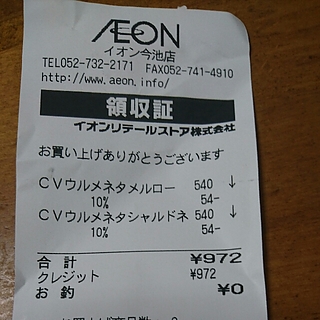 ÆON
イオン今池店
TEL052-732-2171 FAX052-741-4910
http://www.aeon.info/
領収証
イオンリテールストア株式会社
お買い上げありがとうございます
CVウルメネタメルロー 540 ↓
10% 54-
CVウルメネタシャルドネ 540 ↓
10% 54-
合計 ¥972
クレジット ¥972
お釣 ¥0